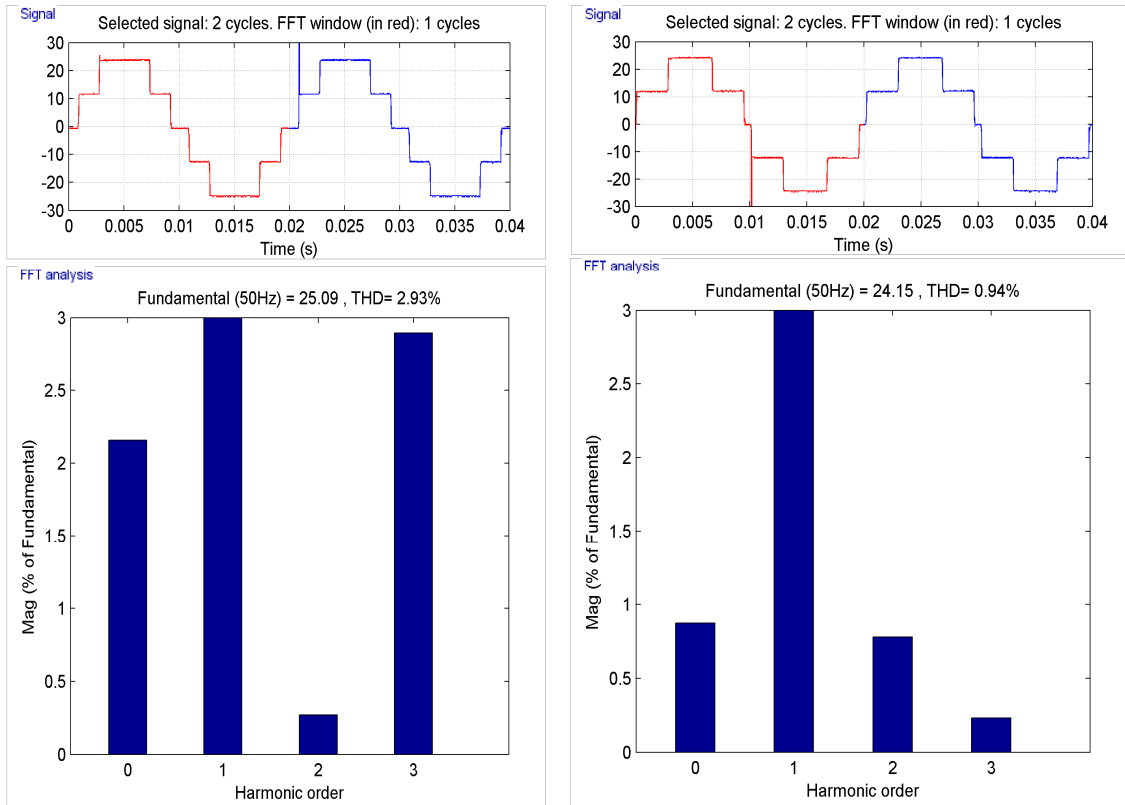 Signal
Selected signal: 2 cycles. FFT window (in red): 1 cycles
30
20
10
0
-10
-20
-30
0 0.005 0.01 0.015 0.02 0.025 0.03 0.035 0.04
Time (s)
FFT analysis
Fundamental (50Hz) = 25.09 , THD= 2.93%
3
2.5
2
1.5
1
0.5
0
Mag (% of Fundamental)
0 1 2 3
Harmonic order
Signal
Selected signal: 2 cycles. FFT window (in red): 1 cycles
30
20
10
0
-10
-20
-30
0 0.005 0.01 0.015 0.02 0.025 0.03 0.035 0.04
Time (s)
FFT analysis
Fundamental (50Hz) = 24.15 , THD= 0.94%
3
2.5
2
1.5
1
0.5
0
Mag (% of Fundamental)
0 1 2 3
Harmonic order